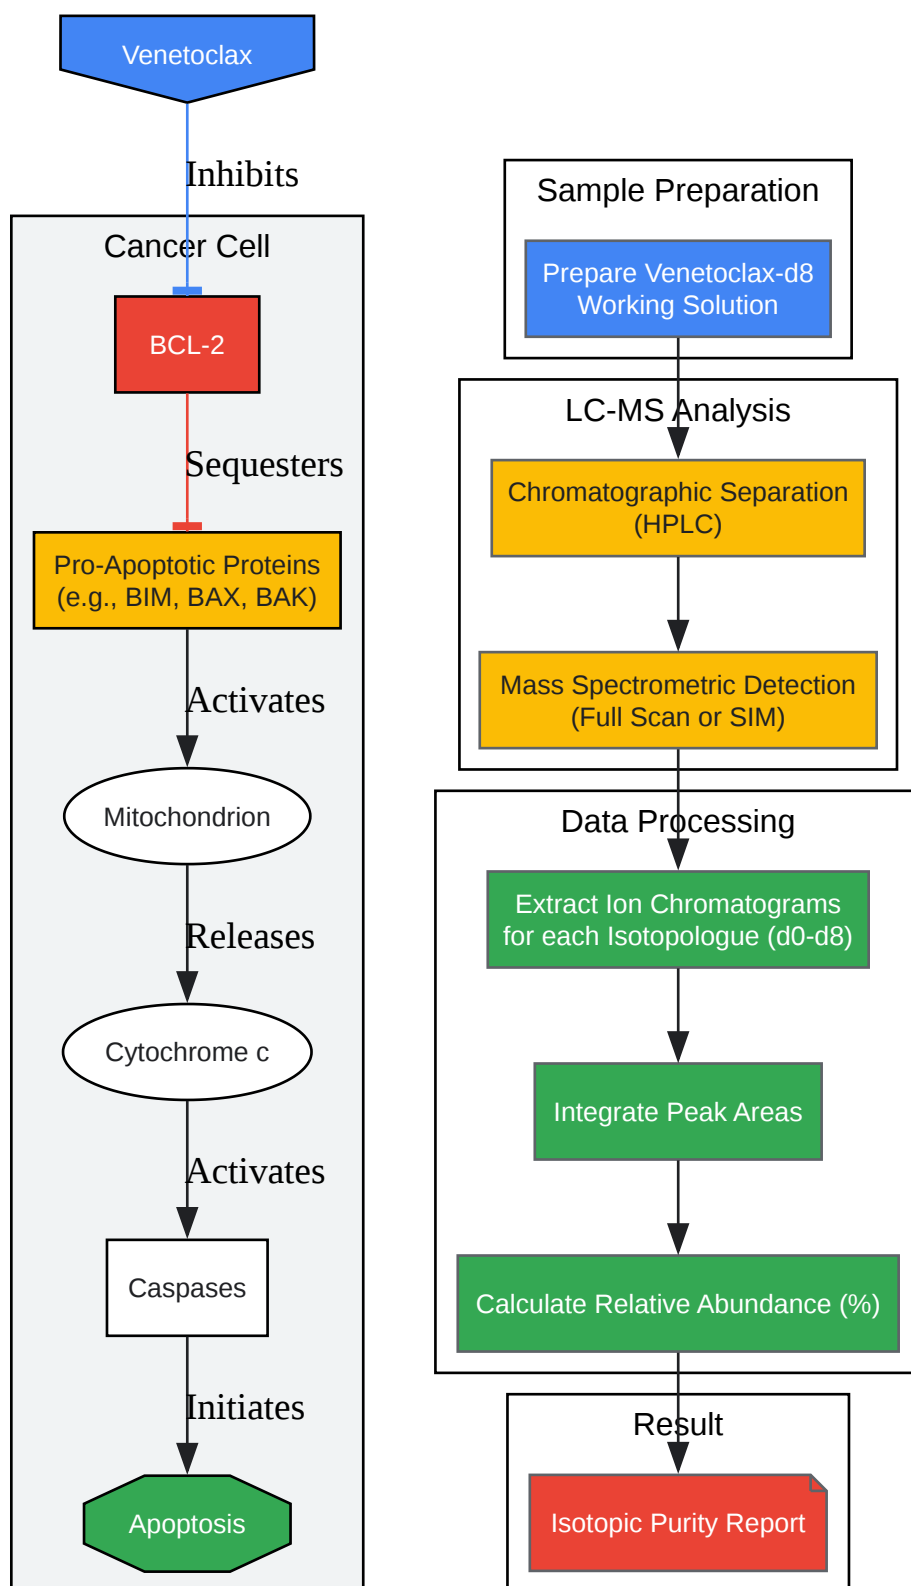 Venetoclax
Inhibits
Cancer Cell
BCL-2
Sequesters
Pro-Apoptotic Proteins
(e.g., BIM, BAX, BAK)
Activates
Mitochondrion
Releases
Cytochrome c
Activates
Caspases
Initiates
Apoptosis
Sample Preparation
Prepare Venetoclax-d8
Working Solution
LC-MS Analysis
Chromatographic Separation
(HPLC)
Mass Spectrometric Detection
(Full Scan or SIM)
Data Processing
Extract Ion Chromatograms
for each Isotopologue (d0-d8)
Integrate Peak Areas
Calculate Relative Abundance (%)
Result
Isotopic Purity Report